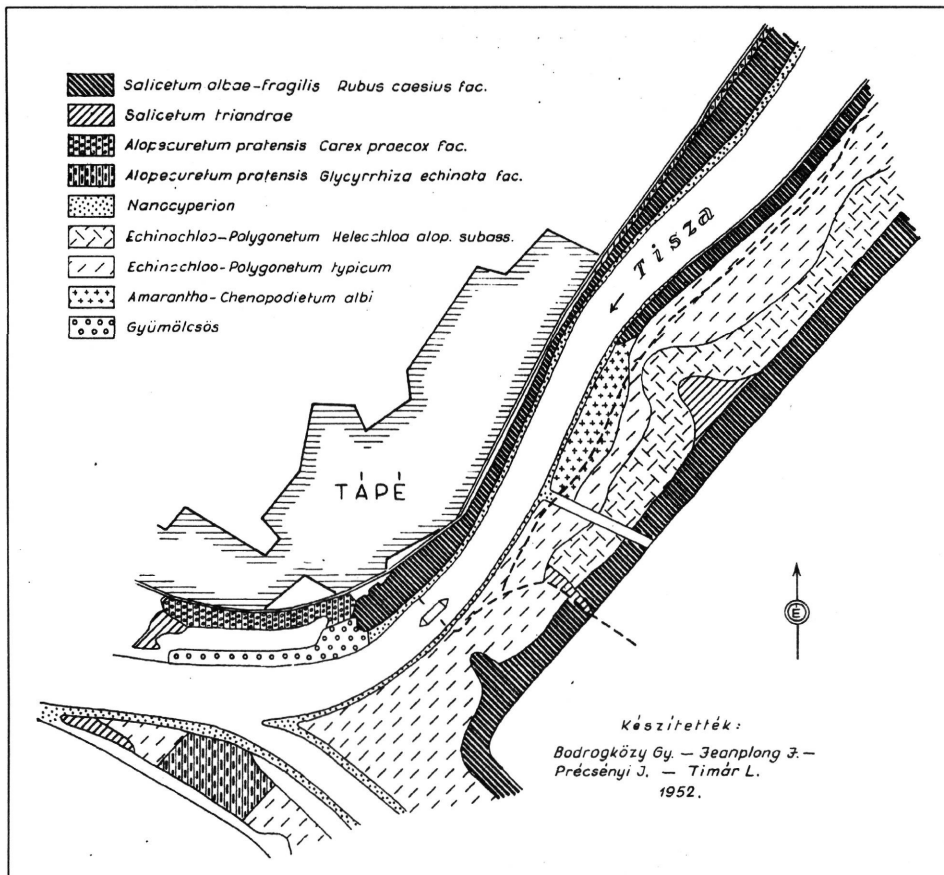 Salicetum albae-fragilis Rubus caesius fac.
Salicetum triandrae
Alopecuretum pratensis Carex praecox fac.
Alopecuretum pratensis Glycyrrhiza echinata fac.
Nanocyperion
Echinochloo-Polygonetum Heleochloa alop. subass.
Echinochloo-Polygonetum typicum
Amarantho-Chenopodietum albi
Gyümölcsös
← Tisza
TÁPÉ
É
Készítették:
Bodrogközy Gy. — Jeanplong J. —
Précsényi J. — Timár L.
1952.